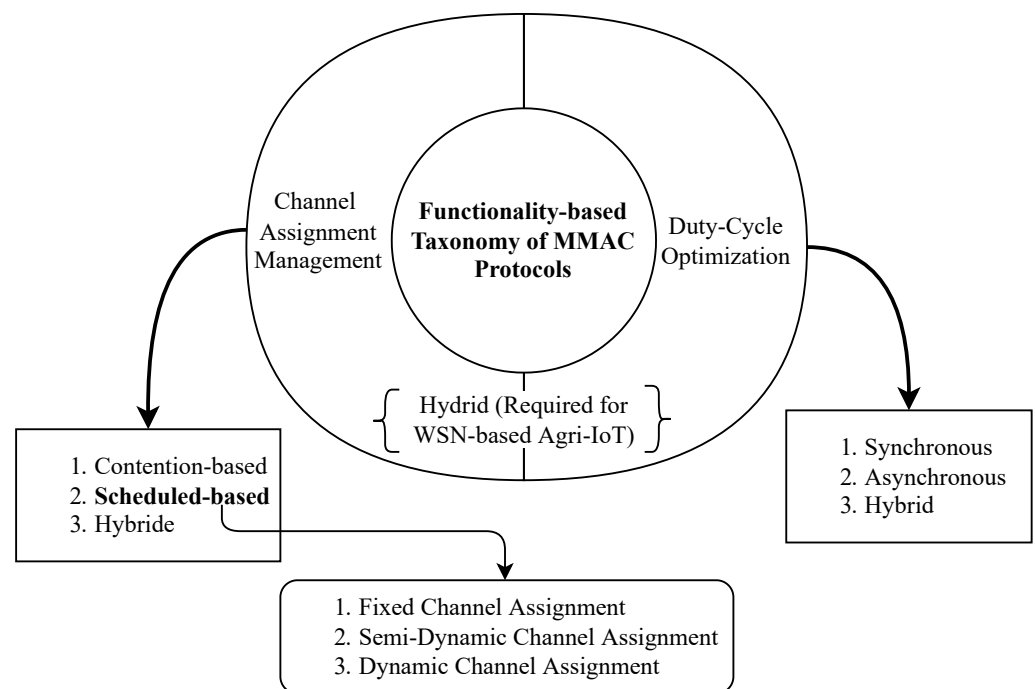 Functionality-based
Taxonomy of MMAC
Protocols
Channel
Assignment
Management
Duty-Cycle
Optimization
Hydrid (Required for
WSN-based Agri-IoT)
1. Contention-based
2. Scheduled-based
3. Hybride
1. Synchronous
2. Asynchronous
3. Hybrid
1. Fixed Channel Assignment
2. Semi-Dynamic Channel Assignment
3. Dynamic Channel Assignment